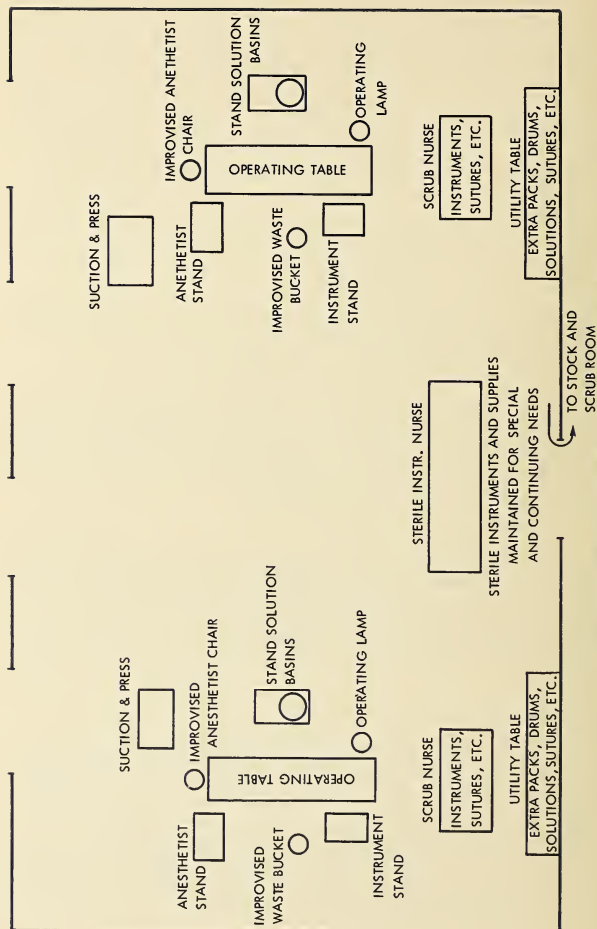 SUCTION & PRESS
IMPROVISED
ANESTHETIST CHAIR
ANESTHETIST
STAND
STAND SOLUTION
BASINS
OPERATING TABLE
IMPROVISED
WASTE BUCKET
OPERATING LAMP
INSTRUMENT
STAND
SCRUB NURSE
INSTRUMENTS,
SUTURES, ETC.
UTILITY TABLE
EXTRA PACKS, DRUMS,
SOLUTIONS, SUTURES, ETC.
STERILE INSTR. NURSE
STERILE INSTRUMENTS AND SUPPLIES
MAINTAINED FOR SPECIAL
AND CONTINUING NEEDS
TO STOCK AND
SCRUB ROOM
SUCTION & PRESS
IMPROVISED ANETHETIST
CHAIR
ANETHETIST
STAND
STAND SOLUTION
BASINS
OPERATING TABLE
IMPROVISED WASTE
BUCKET
OPERATING
LAMP
INSTRUMENT
STAND
SCRUB NURSE
INSTRUMENTS,
SUTURES, ETC.
UTILITY TABLE
EXTRA PACKS, DRUMS,
SOLUTIONS, SUTURES, ETC.